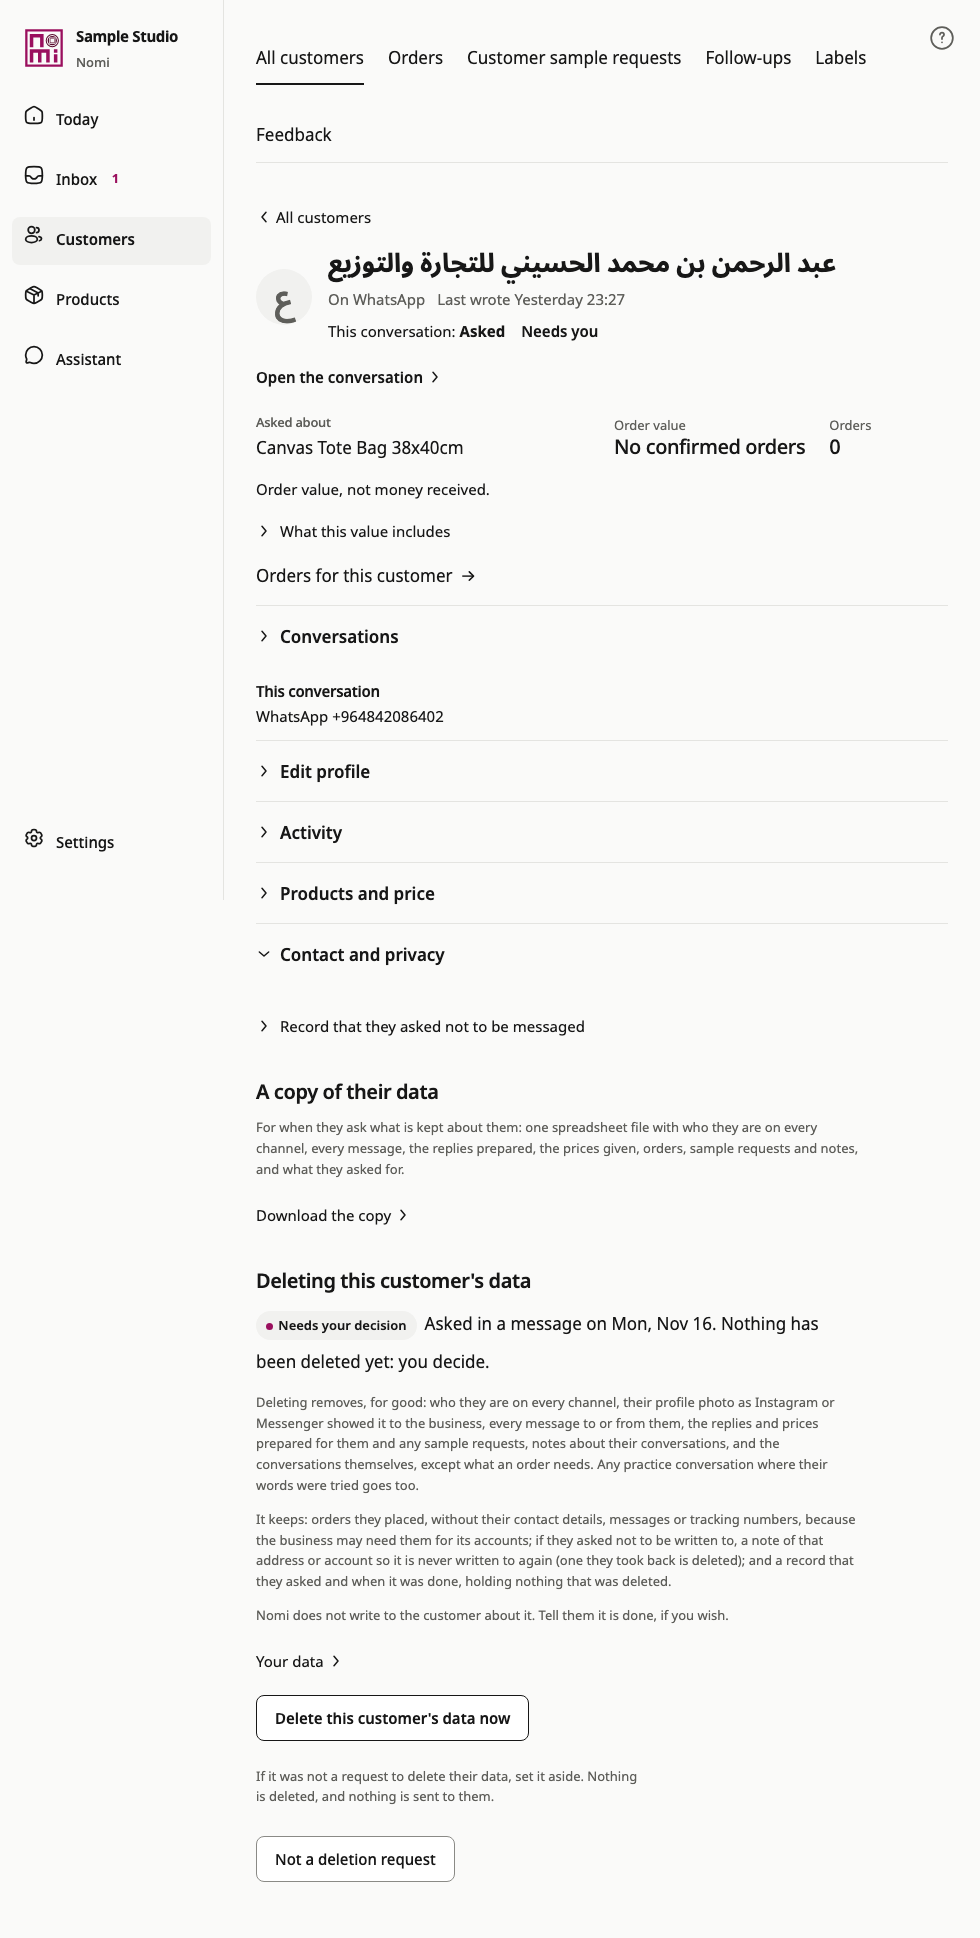 Sample Studio
Nomi
Today
Inbox 1
Customers
Products
Assistant
Settings
All customers
Orders
Customer sample requests
Follow-ups
Labels
Feedback
All customers
ع
عبد الرحمن بن محمد الحسيني للتجارة والتوزيع
On WhatsApp Last wrote Yesterday 23:27
This conversation: Asked Needs you
Open the conversation
Asked about
Canvas Tote Bag 38x40cm
Order value
No confirmed orders
Orders
0
Order value, not money received.
What this value includes
Orders for this customer →
Conversations
This conversation
WhatsApp +964842086402
Edit profile
Activity
Products and price
Contact and privacy
Record that they asked not to be messaged
A copy of their data
For when they ask what is kept about them: one spreadsheet file with who they are on every
channel, every message, the replies prepared, the prices given, orders, sample requests and notes,
and what they asked for.
Download the copy
Deleting this customer's data
Needs your decision Asked in a message on Mon, Nov 16. Nothing has
been deleted yet: you decide.
Deleting removes, for good: who they are on every channel, their profile photo as Instagram or
Messenger showed it to the business, every message to or from them, the replies and prices
prepared for them and any sample requests, notes about their conversations, and the
conversations themselves, except what an order needs. Any practice conversation where their
words were tried goes too.
It keeps: orders they placed, without their contact details, messages or tracking numbers, because
the business may need them for its accounts; if they asked not to be written to, a note of that
address or account so it is never written to again (one they took back is deleted); and a record that
they asked and when it was done, holding nothing that was deleted.
Nomi does not write to the customer about it. Tell them it is done, if you wish.
Your data
Delete this customer's data now
If it was not a request to delete their data, set it aside. Nothing
is deleted, and nothing is sent to them.
Not a deletion request